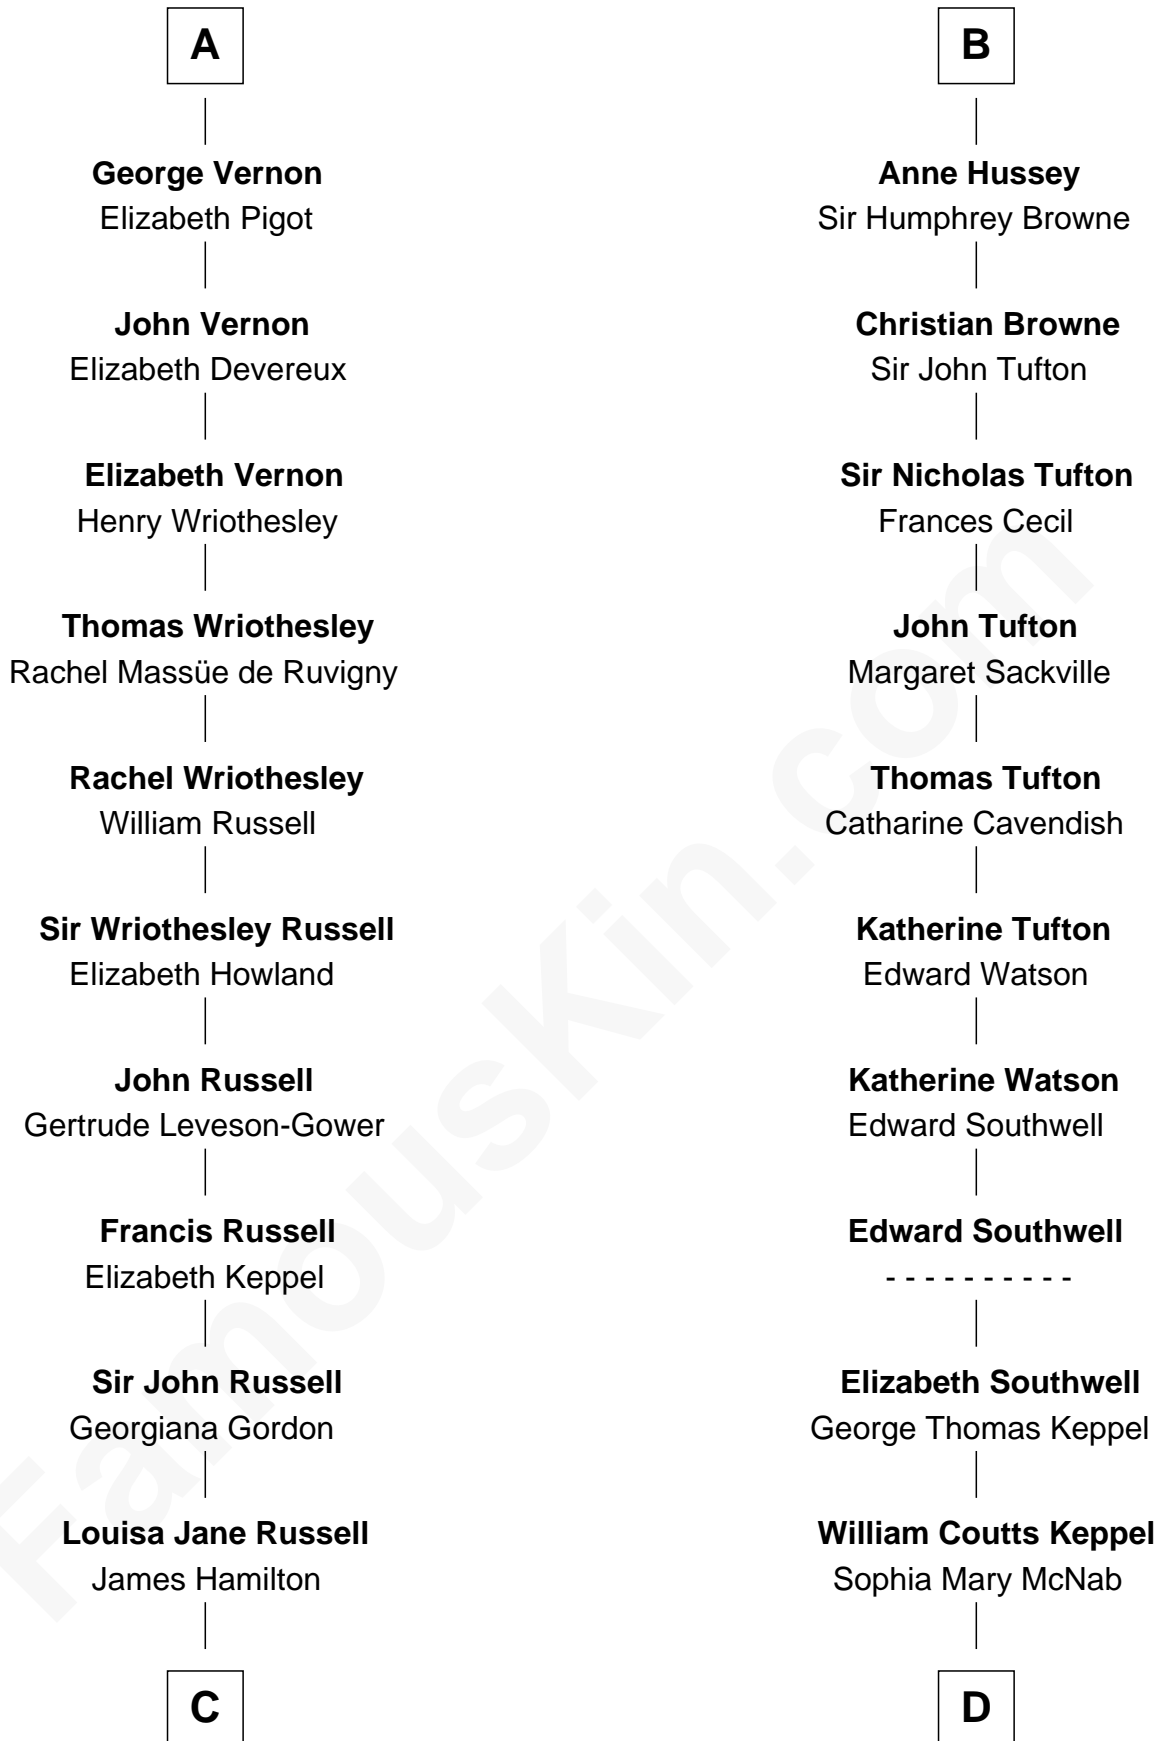 A
George Vernon
Elizabeth Pigot
John Vernon
Elizabeth Devereux
Elizabeth Vernon
Henry Wriothesley
Thomas Wriothesley
Rachel Massüe de Ruvigny
Rachel Wriothesley
William Russell
Sir Wriothesley Russell
Elizabeth Howland
John Russell
Gertrude Leveson-Gower
Francis Russell
Elizabeth Keppel
Sir John Russell
Georgiana Gordon
Louisa Jane Russell
James Hamilton
C
B
Anne Hussey
Sir Humphrey Browne
Christian Browne
Sir John Tufton
Sir Nicholas Tufton
Frances Cecil
John Tufton
Margaret Sackville
Thomas Tufton
Catharine Cavendish
Katherine Tufton
Edward Watson
Katherine Watson
Edward Southwell
Edward Southwell
- - - - - - - - - -
Elizabeth Southwell
George Thomas Keppel
William Coutts Keppel
Sophia Mary McNab
D
FamousKin.com